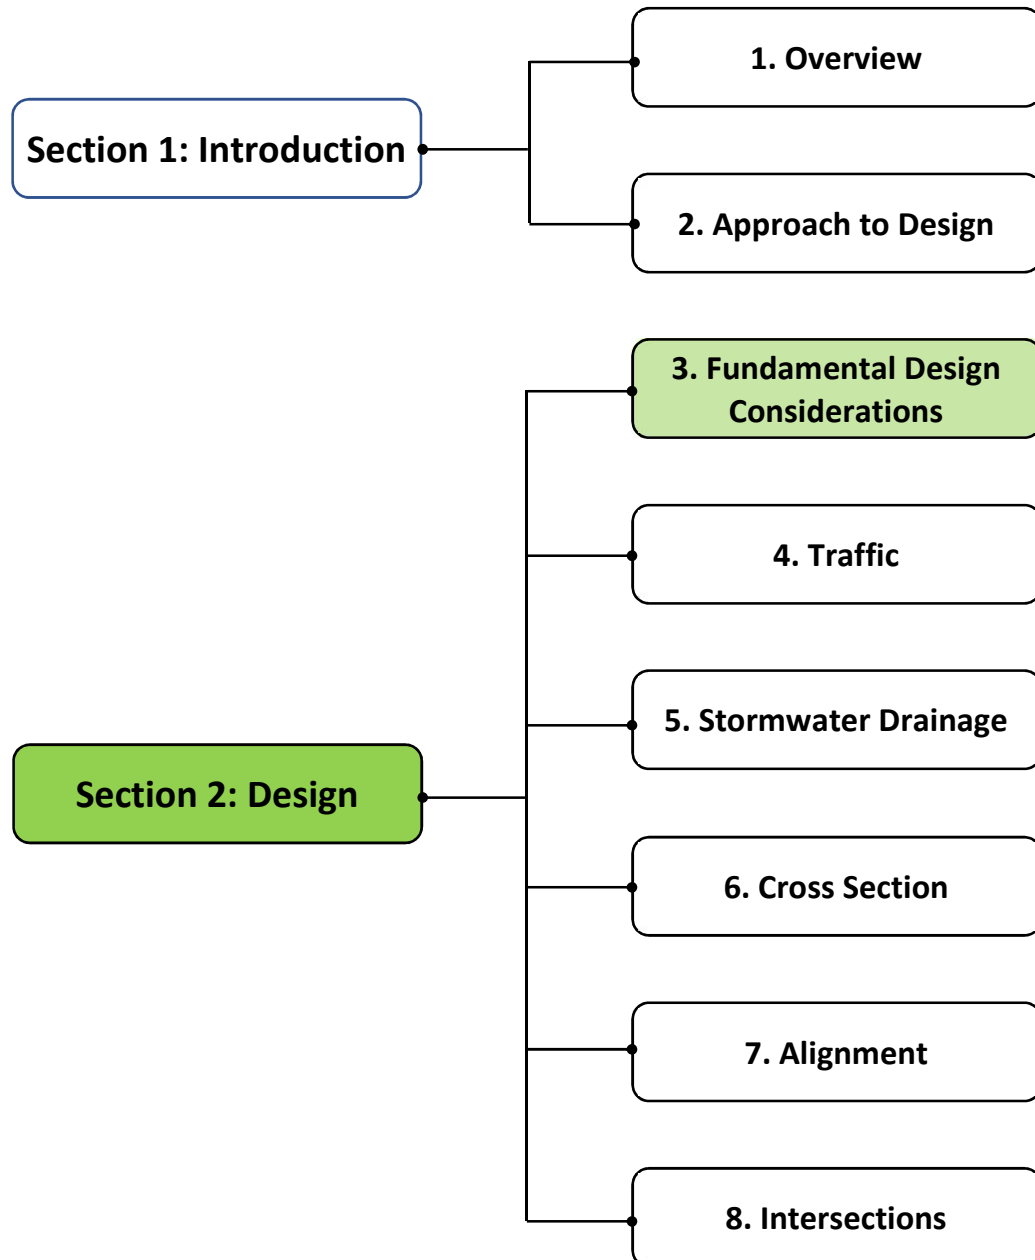 1. Overview
Section 1: Introduction
2. Approach to Design
3. Fundamental Design
Considerations
4. Traffic
5. Stormwater Drainage
Section 2: Design
6. Cross Section
7. Alignment
8. Intersections